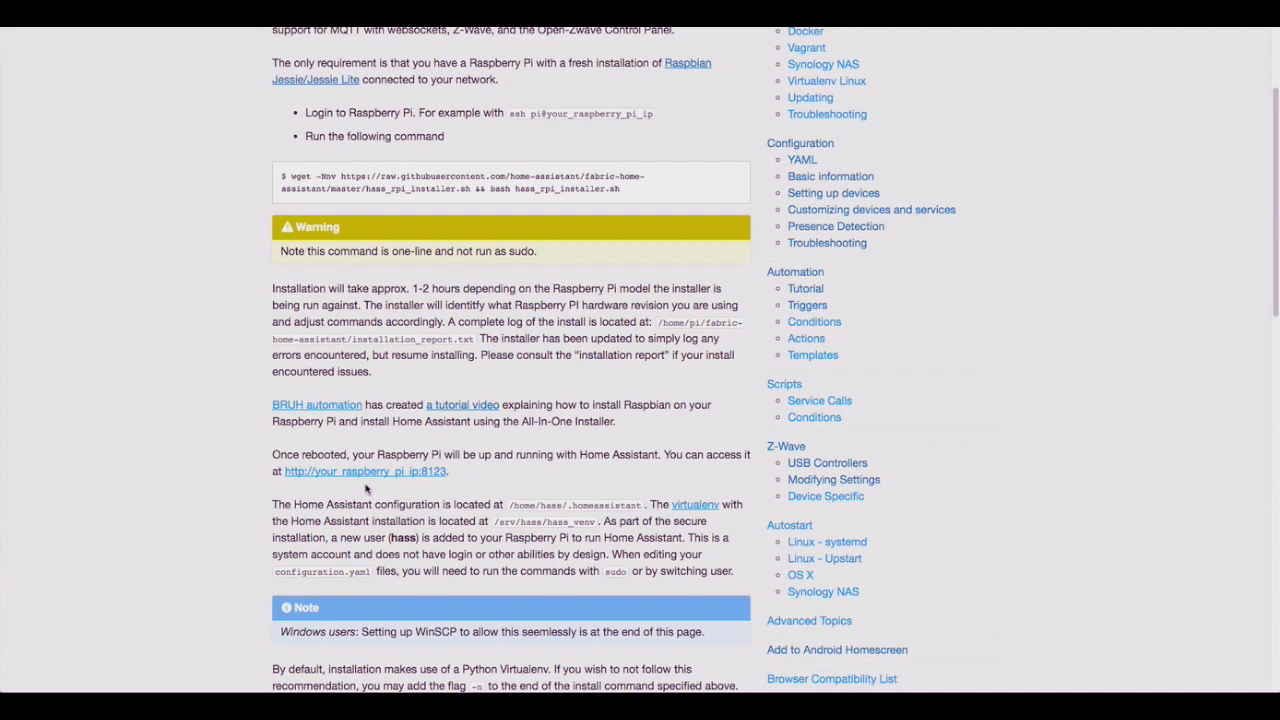 support for MQTT with websockets, Z-Wave, and the Open-Zwave Control Panel.
The only requirement is that you have a Raspberry Pi with a fresh installation of Raspbian
Jessie/Jessie Lite connected to your network.
• Login to Raspberry Pi. For example with ssh pi@your_raspberry_pi_ip
• Run the following command
$ wget -Nnv https://raw.githubusercontent.com/home-assistant/fabric-home-
assistant/master/hass_rpi_installer.sh && bash hass_rpi_installer.sh
Warning
Note this command is one-line and not run as sudo.
Installation will take approx. 1-2 hours depending on the Raspberry Pi model the installer is
being run against. The installer will identitfy what Raspberry PI hardware revision you are using
and adjust commands accordingly. A complete log of the install is located at: /home/pi/fabric-
home-assistant/installation_report.txt The installer has been updated to simply log any
errors encountered, but resume installing. Please consult the “installation report” if your install
encountered issues.
BRUH automation has created a tutorial video explaining how to install Raspbian on your
Raspberry Pi and install Home Assistant using the All-In-One Installer.
Once rebooted, your Raspberry Pi will be up and running with Home Assistant. You can access it
at http://your_raspberry_pi_ip:8123.
The Home Assistant configuration is located at /home/hass/.homeassistant. The virtualenv with
the Home Assistant installation is located at /srv/hass/hass_venv. As part of the secure
installation, a new user (hass) is added to your Raspberry Pi to run Home Assistant. This is a
system account and does not have login or other abilities by design. When editing your
configuration.yaml files, you will need to run the commands with sudo or by switching user.
Note
Windows users: Setting up WinSCP to allow this seemlessly is at the end of this page.
By default, installation makes use of a Python Virtualenv. If you wish to not follow this
recommendation, you may add the flag -n to the end of the install command specified above.
Docker
Vagrant
Synology NAS
Virtualenv Linux
Updating
Troubleshooting
Configuration
YAML
Basic information
Setting up devices
Customizing devices and services
Presence Detection
Troubleshooting
Automation
Tutorial
Triggers
Conditions
Actions
Templates
Scripts
Service Calls
Conditions
Z-Wave
USB Controllers
Modifying Settings
Device Specific
Autostart
Linux - systemd
Linux - Upstart
OS X
Synology NAS
Advanced Topics
Add to Android Homescreen
Browser Compatibility List